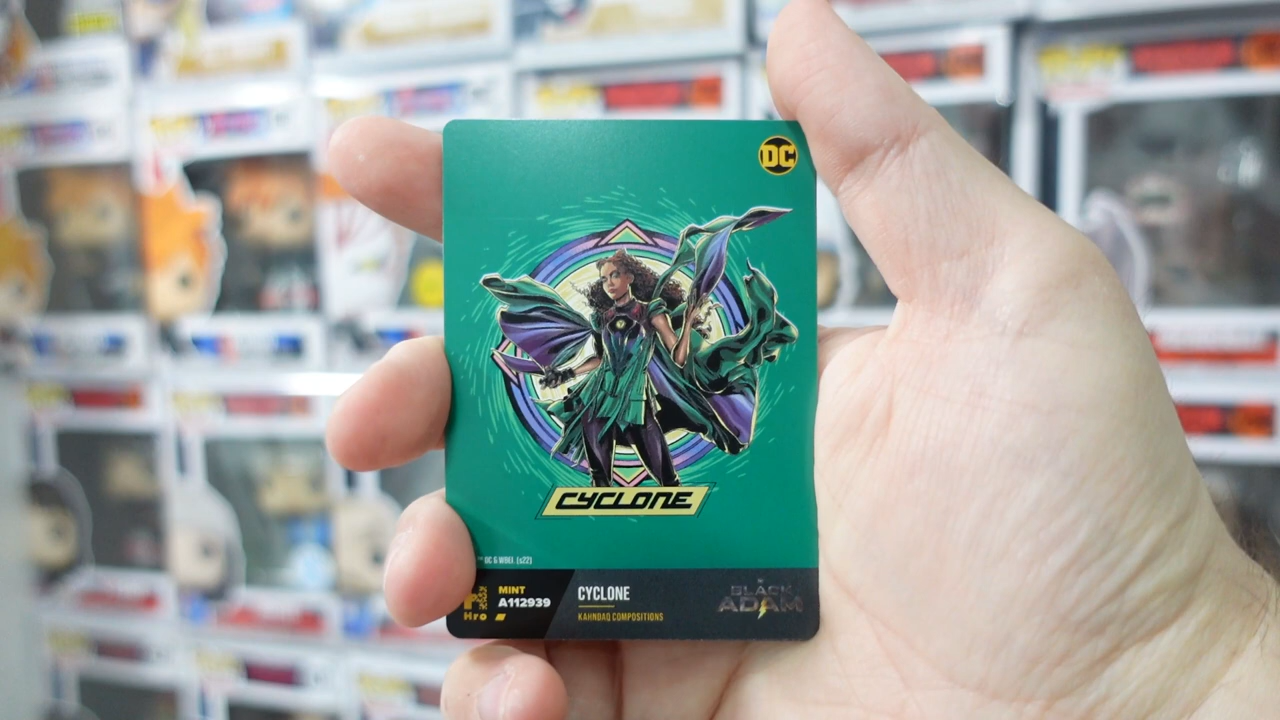 DC
CYCLONE
™ DC & WBEI. (s22)
Hro
MINT
A112939
CYCLONE
KAHNDAQ COMPOSITIONS
BLACK
ADAM